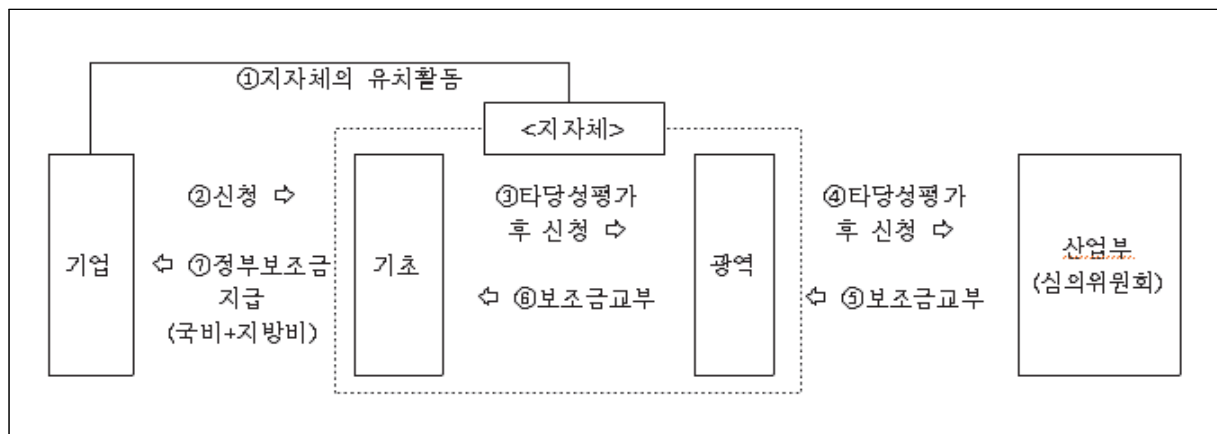 ①지자체의 유치활동
<지자체>
②신청 ⇨
③타당성평가
후 신청 ⇨
④타당성평가
후 신청 ⇨
기업
기초
광역
산업부
(심의위원회)
⇦ ⑦정부보조금
지급
(국비+지방비)
⇦ ⑥보조금교부
⇦ ⑤보조금교부